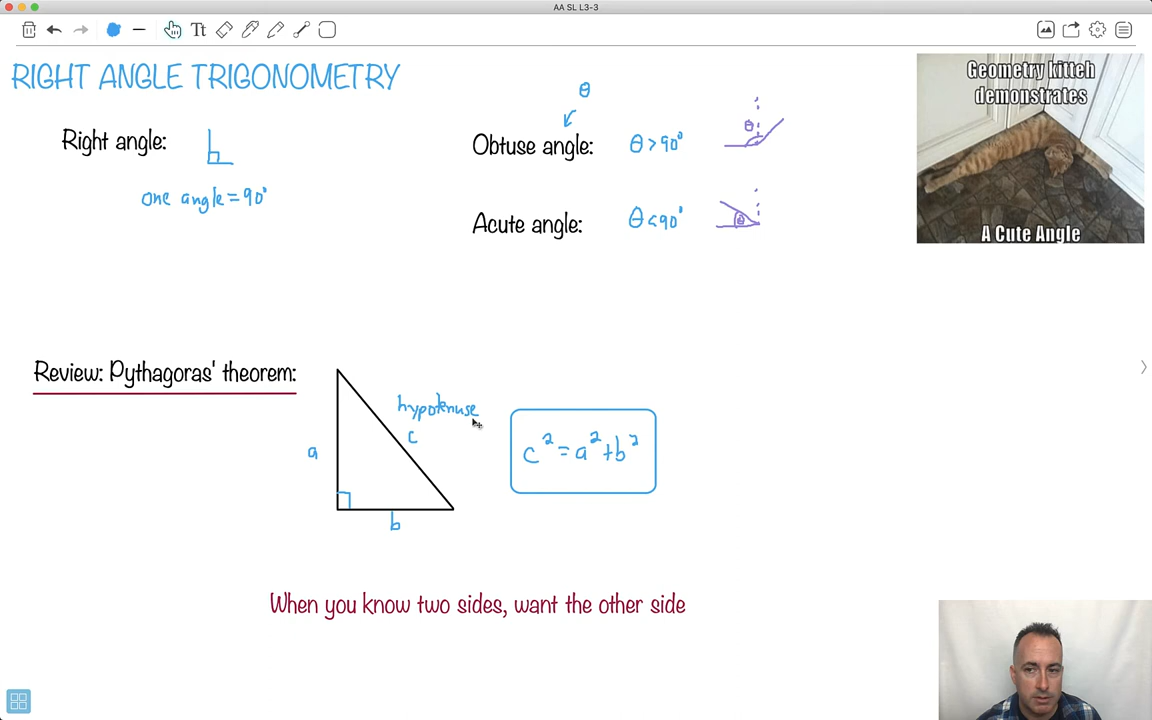 AA SL L3-3
Tt
RIGHT ANGLE TRIGONOMETRY
Right angle:
one angle = 90°
θ
Obtuse angle: θ > 90°
θ
Acute angle: θ < 90°
θ
Geometry kitteh
demonstrates
A Cute Angle
Review: Pythagoras' theorem:
hypotenuse
c
a
b
c² = a² + b²
When you know two sides, want the other side